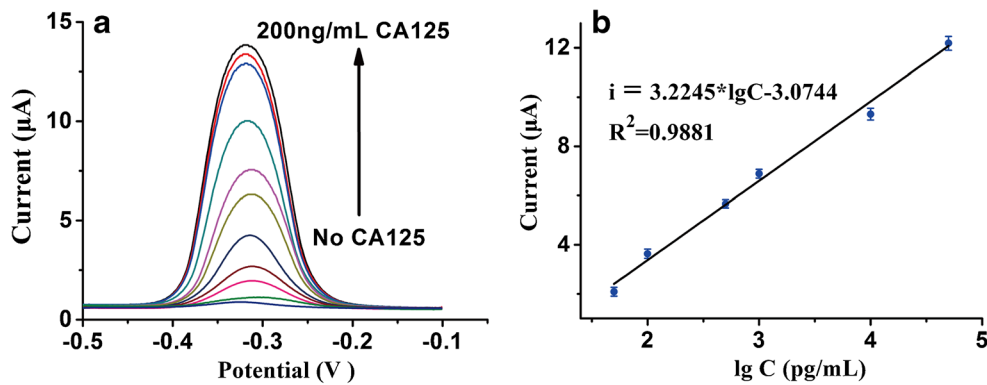 a
200ng/mL CA125
No CA125
15
10
5
0
Current (μA)
-0.5
-0.4
-0.3
-0.2
-0.1
Potential (V )
b
i = 3.2245*lgC-3.0744
R²=0.9881
12
8
4
Current (μA)
2
3
4
5
lg C (pg/mL)